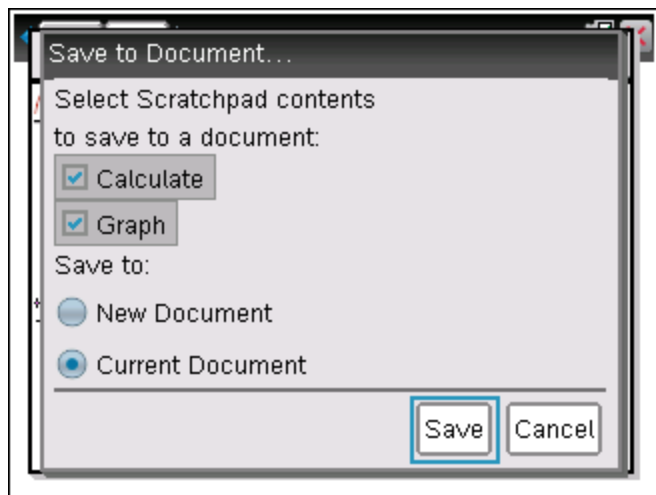 Save to Document...
Select Scratchpad contents
to save to a document:
Calculate
Graph
Save to:
New Document
Current Document
Save Cancel